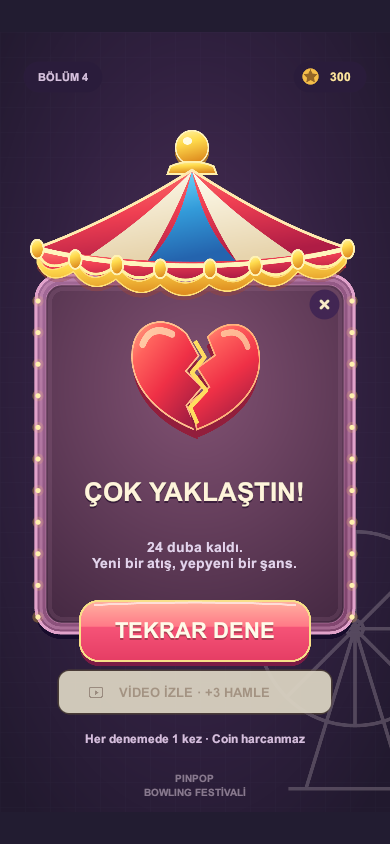 BÖLÜM 4
300
ÇOK YAKLAŞTIN!
24 duba kaldı.
Yeni bir atış, yepyeni bir şans.
TEKRAR DENE
VİDEO İZLE · +3 HAMLE
Her denemede 1 kez · Coin harcanmaz
PINPOP
BOWLING FESTİVALİ